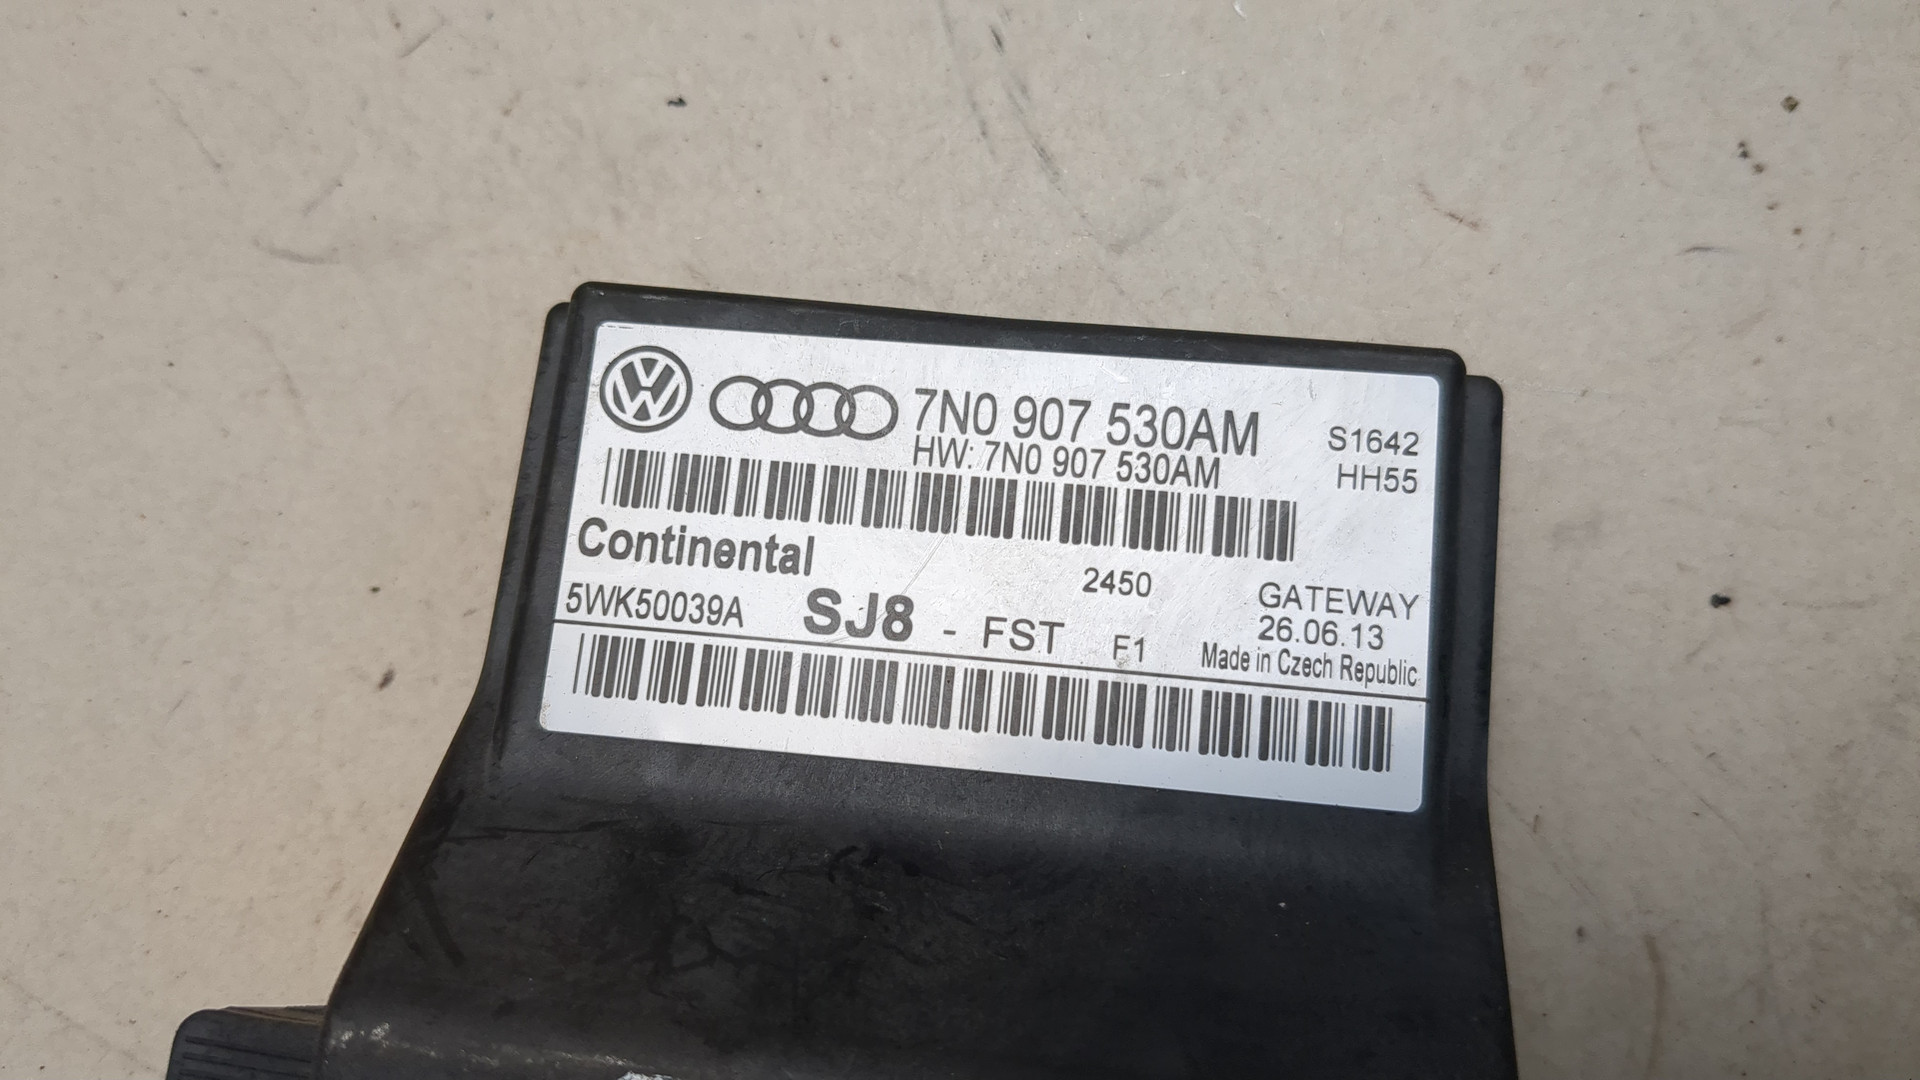 7N0 907 530AM
HW: 7N0 907 530AM
S1642
HH55
Continental
2450
GATEWAY
5WK50039A
SJ8 - FST F1
26.06.13
Made in Czech Republic